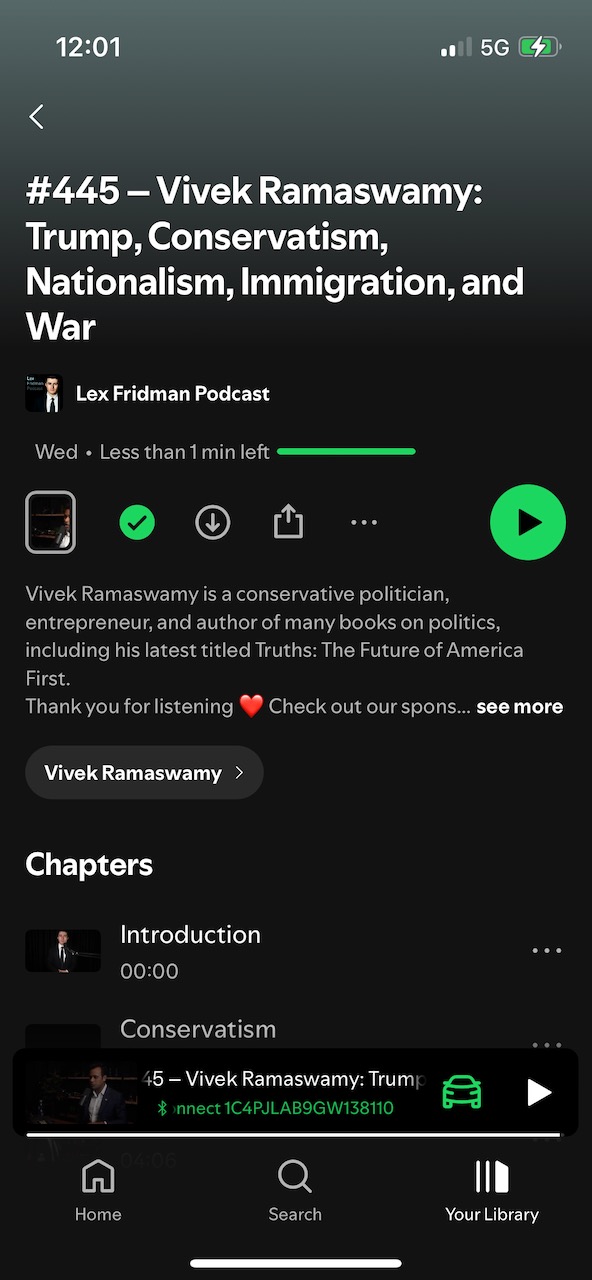 12:01
5G
#445 – Vivek Ramaswamy:
Trump, Conservatism,
Nationalism, Immigration, and
War
Lex Fridman Podcast
Wed • Less than 1 min left
Vivek Ramaswamy is a conservative politician,
entrepreneur, and author of many books on politics,
including his latest titled Truths: The Future of America
First.
Thank you for listening ❤️ Check out our spons... see more
Vivek Ramaswamy
Chapters
Introduction
00:00
Conservatism
45 – Vivek Ramaswamy: Trump
nnect 1C4PJLAB9GW138110
04:06
Home
Search
Your Library